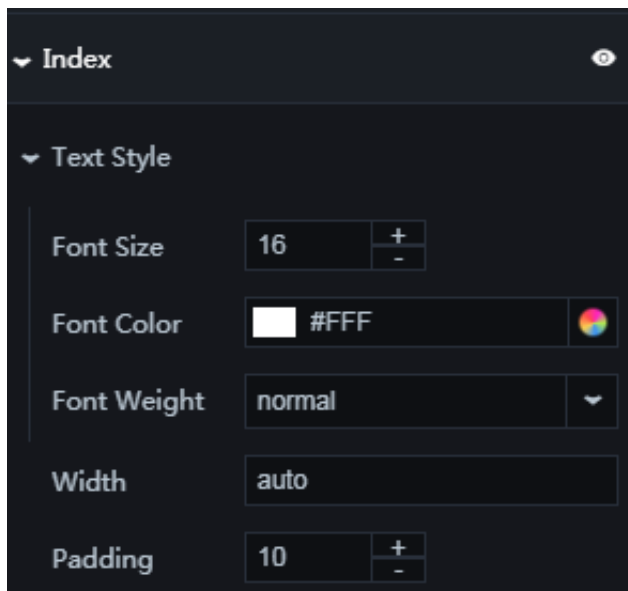 Index
Text Style
Font Size 16 + -
Font Color #FFF
Font Weight normal
Width auto
Padding 10 + -